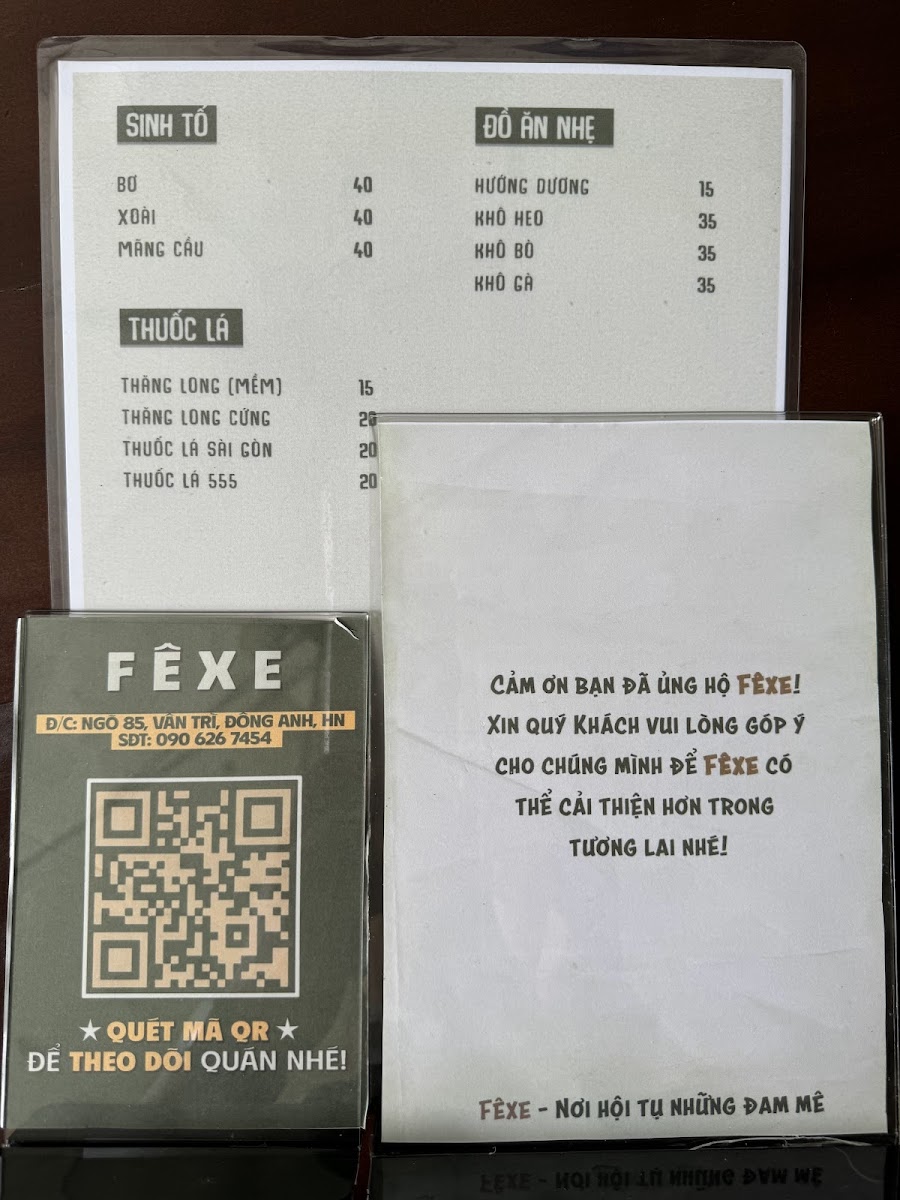 SINH TỐ
BƠ 40
XOÀI 40
MÃNG CẦU 40
THUỐC LÁ
THĂNG LONG (MỀM) 15
THĂNG LONG CỨNG 20
THUỐC LÁ SÀI GÒN 20
THUỐC LÁ 555 20
ĐỒ ĂN NHẸ
HƯỚNG DƯƠNG 15
KHÔ HEO 35
KHÔ BÒ 35
KHÔ GÀ 35
FÊXE
Đ/C: NGÕ 85, VÂN TRÌ, ĐÔNG ANH, HN
SĐT: 090 626 7454
QUÉT MÃ QR
ĐỂ THEO DÕI QUÁN NHÉ!
CẢM ƠN BẠN ĐÃ ỦNG HỘ FÊXE!
XIN QUÝ KHÁCH VUI LÒNG GÓP Ý
CHO CHÚNG MÌNH ĐỂ FÊXE CÓ
THỂ CẢI THIỆN HƠN TRONG
TƯƠNG LAI NHÉ!
FÊXE - NƠI HỘI TỤ NHỮNG ĐAM MÊ